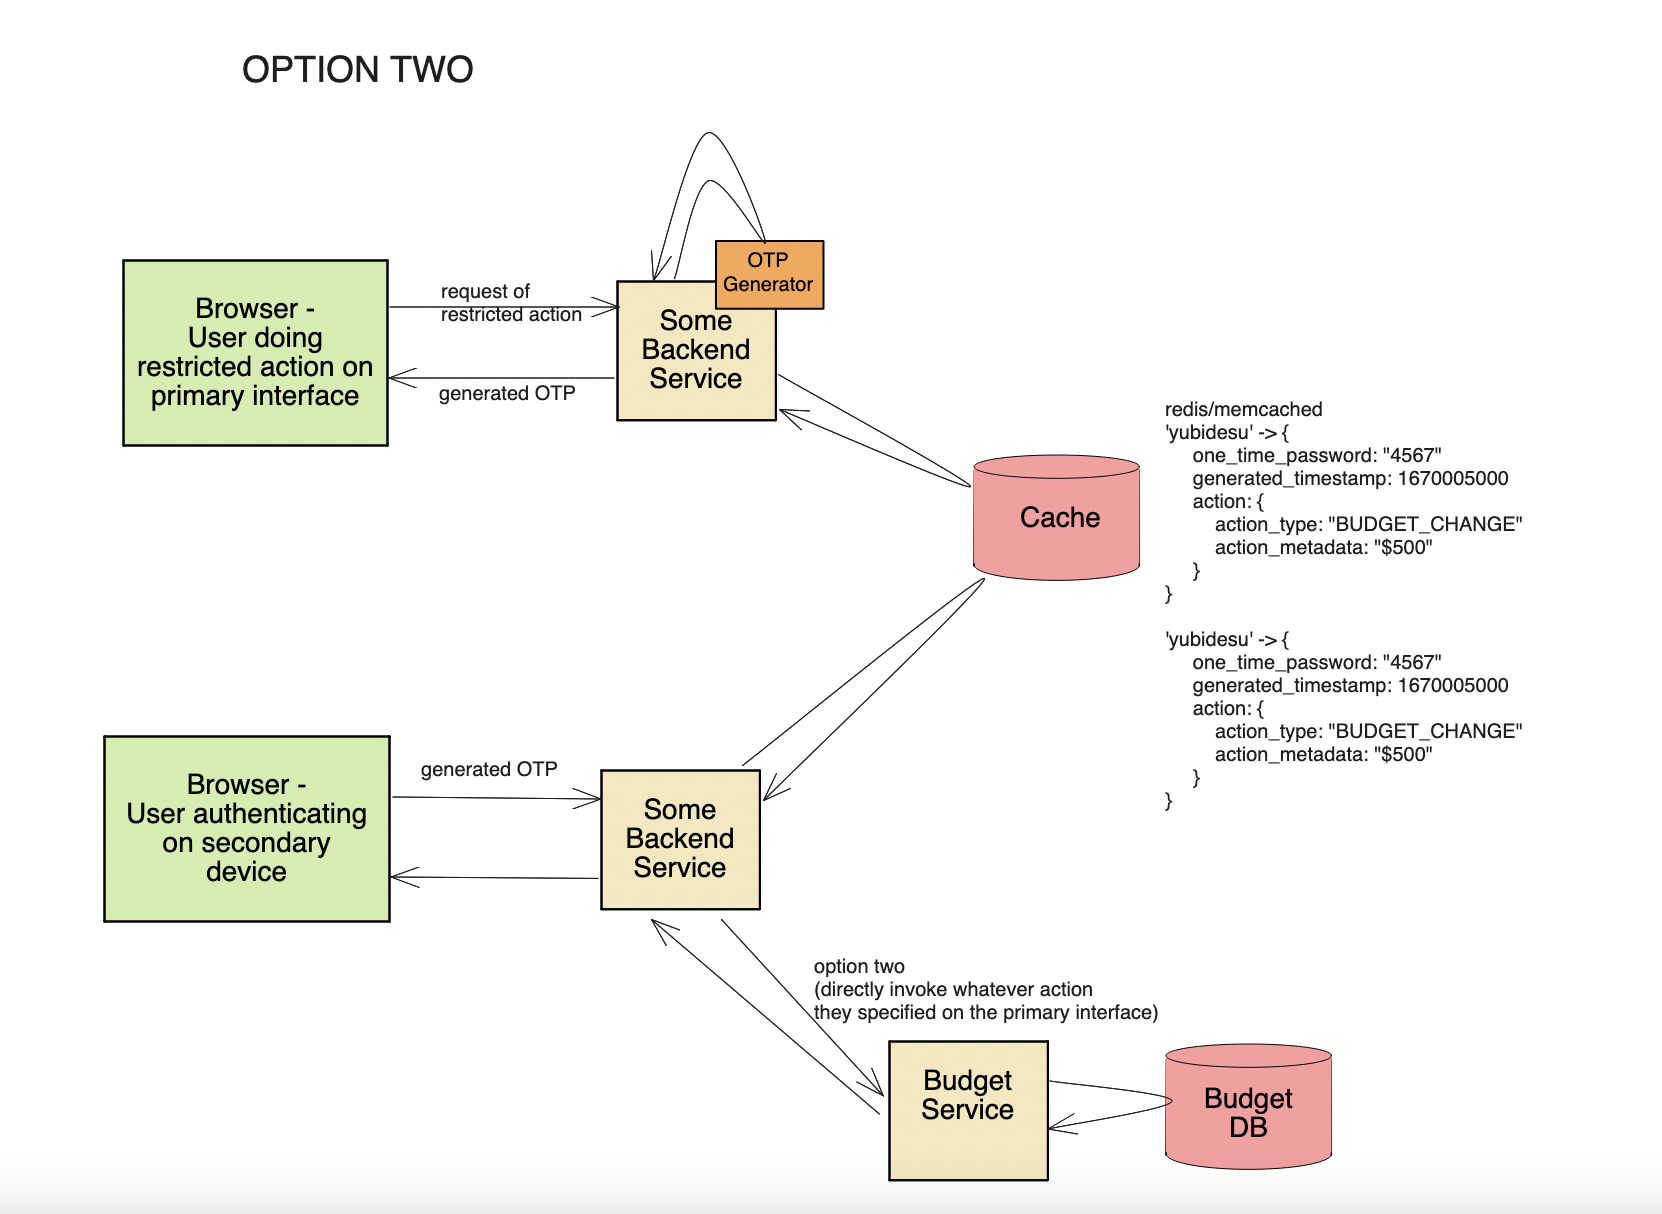 OPTION TWO
OTP
Generator
Browser -
User doing
restricted action on
primary interface
request of
restricted action
generated OTP
Some
Backend
Service
Cache
redis/memcached
'yubidesu' -> {
one_time_password: "4567"
generated_timestamp: 1670005000
action: {
action_type: "BUDGET_CHANGE"
action_metadata: "$500"
}
}
'yubidesu' -> {
one_time_password: "4567"
generated_timestamp: 1670005000
action: {
action_type: "BUDGET_CHANGE"
action_metadata: "$500"
}
}
Browser -
User authenticating
on secondary
device
generated OTP
Some
Backend
Service
option two
(directly invoke whatever action
they specified on the primary interface)
Budget
Service
Budget
DB